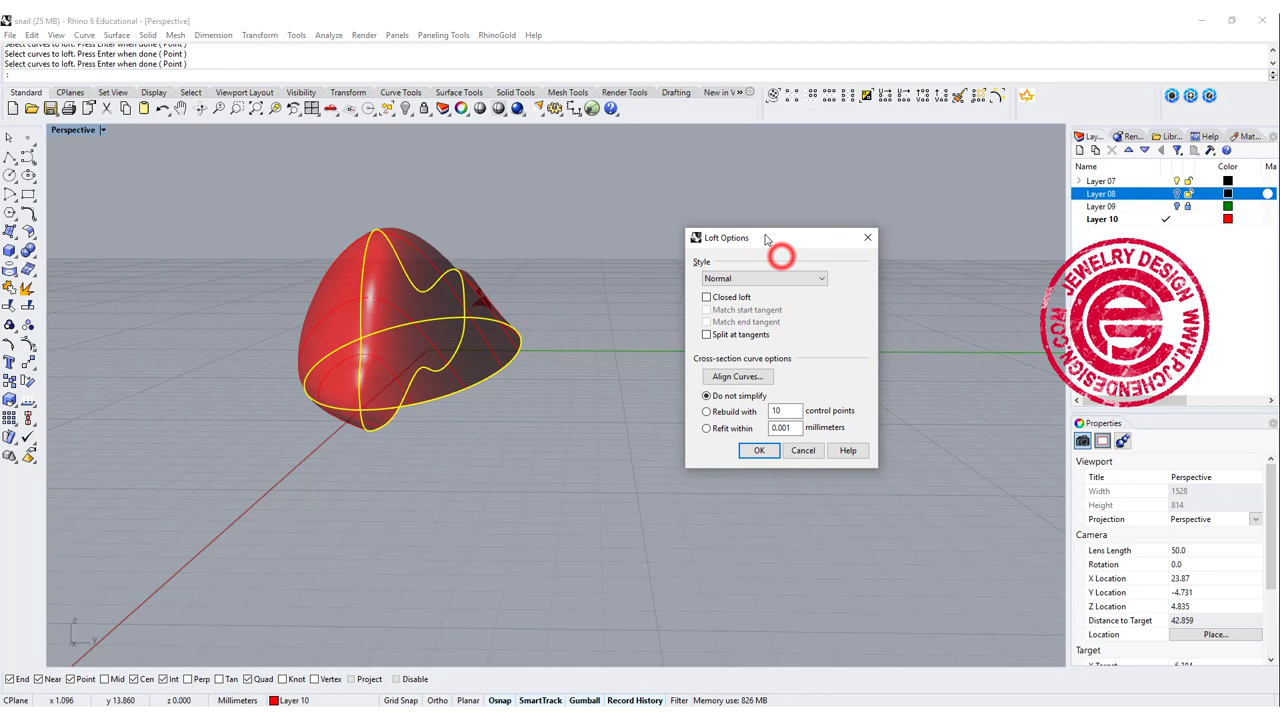 snail (25 MB) - Rhino 6 Educational - [Perspective]
File Edit View Curve Surface Solid Mesh Dimension Transform Tools Analyze Render Panels Paneling Tools RhinoGold Help
Select curves to loft. Press Enter when done ( Point )
Select curves to loft. Press Enter when done ( Point )
Select curves to loft. Press Enter when done ( Point )
:
Standard CPlanes Set View Display Select Viewport Layout Visibility Transform Curve Tools Surface Tools Solid Tools Mesh Tools Render Tools Drafting New in V »
Perspective
Lay... Ren... Libr... Help Mat...
Name Color Ma
Layer 07
Layer 08
Layer 09
Layer 10
JEWELRY DESIGN
WWW.PJCHENDESIGN.COM
Loft Options
Style
Normal
Closed loft
Match start tangent
Match end tangent
Split at tangents
Cross-section curve options
Align Curves...
Do not simplify
Rebuild with 10 control points
Refit within 0.001 millimeters
OK Cancel Help
Properties
Viewport
Title Perspective
Width 1528
Height 814
Projection Perspective
Camera
Lens Length 50.0
Rotation 0.0
X Location 23.87
Y Location -4.731
Z Location 4.835
Distance to Target 42.859
Location Place...
Target
z
x y
End Near Point Mid Cen Int Perp Tan Quad Knot Vertex Project Disable
CPlane x 1.096 y 13.860 z 0.000 Millimeters Layer 10 Grid Snap Ortho Planar Osnap SmartTrack Gumball Record History Filter Memory use: 826 MB